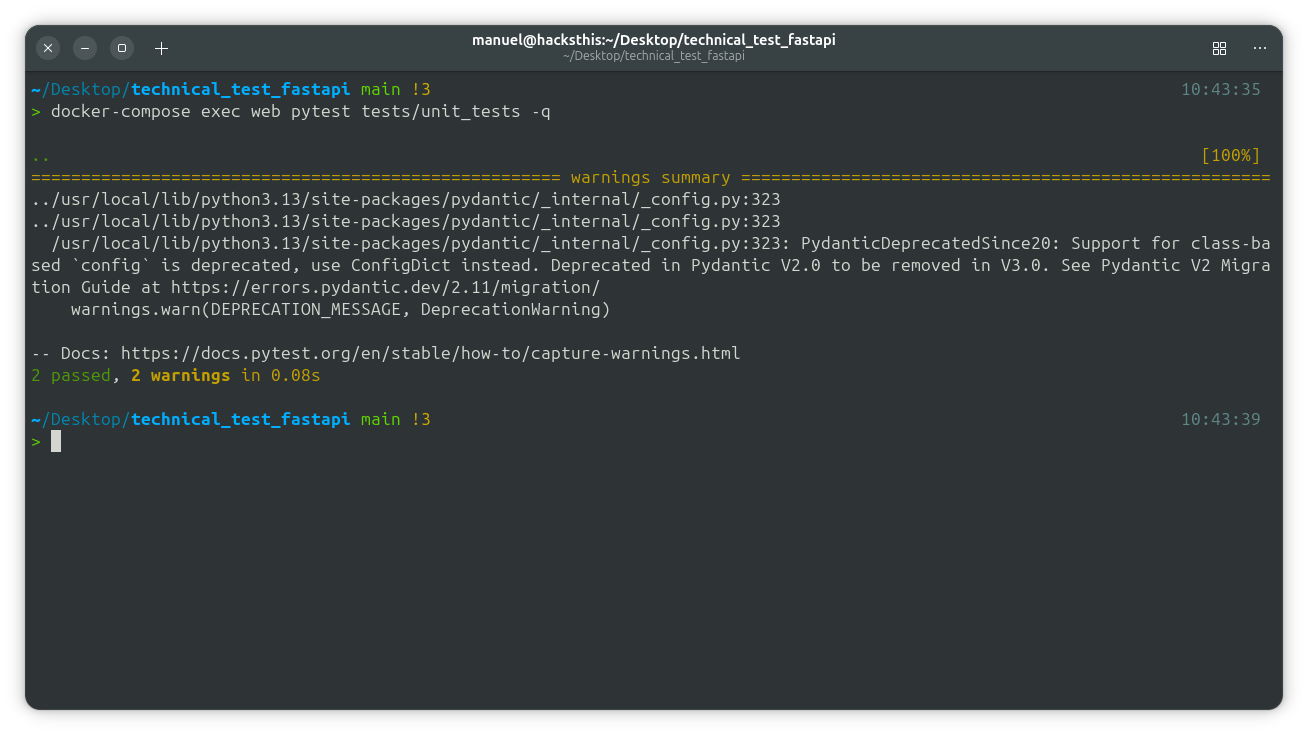 manuel@hacksthis:~/Desktop/technical_test_fastapi
~/Desktop/technical_test_fastapi
~/Desktop/technical_test_fastapi main !3 10:43:35
> docker-compose exec web pytest tests/unit_tests -q
.. [100%]
===================================================== warnings summary =====================================================
../usr/local/lib/python3.13/site-packages/pydantic/_internal/_config.py:323
../usr/local/lib/python3.13/site-packages/pydantic/_internal/_config.py:323
  /usr/local/lib/python3.13/site-packages/pydantic/_internal/_config.py:323: PydanticDeprecatedSince20: Support for class-ba
sed `config` is deprecated, use ConfigDict instead. Deprecated in Pydantic V2.0 to be removed in V3.0. See Pydantic V2 Migra
tion Guide at https://errors.pydantic.dev/2.11/migration/
    warnings.warn(DEPRECATION_MESSAGE, DeprecationWarning)
-- Docs: https://docs.pytest.org/en/stable/how-to/capture-warnings.html
2 passed, 2 warnings in 0.08s
~/Desktop/technical_test_fastapi main !3 10:43:39
>